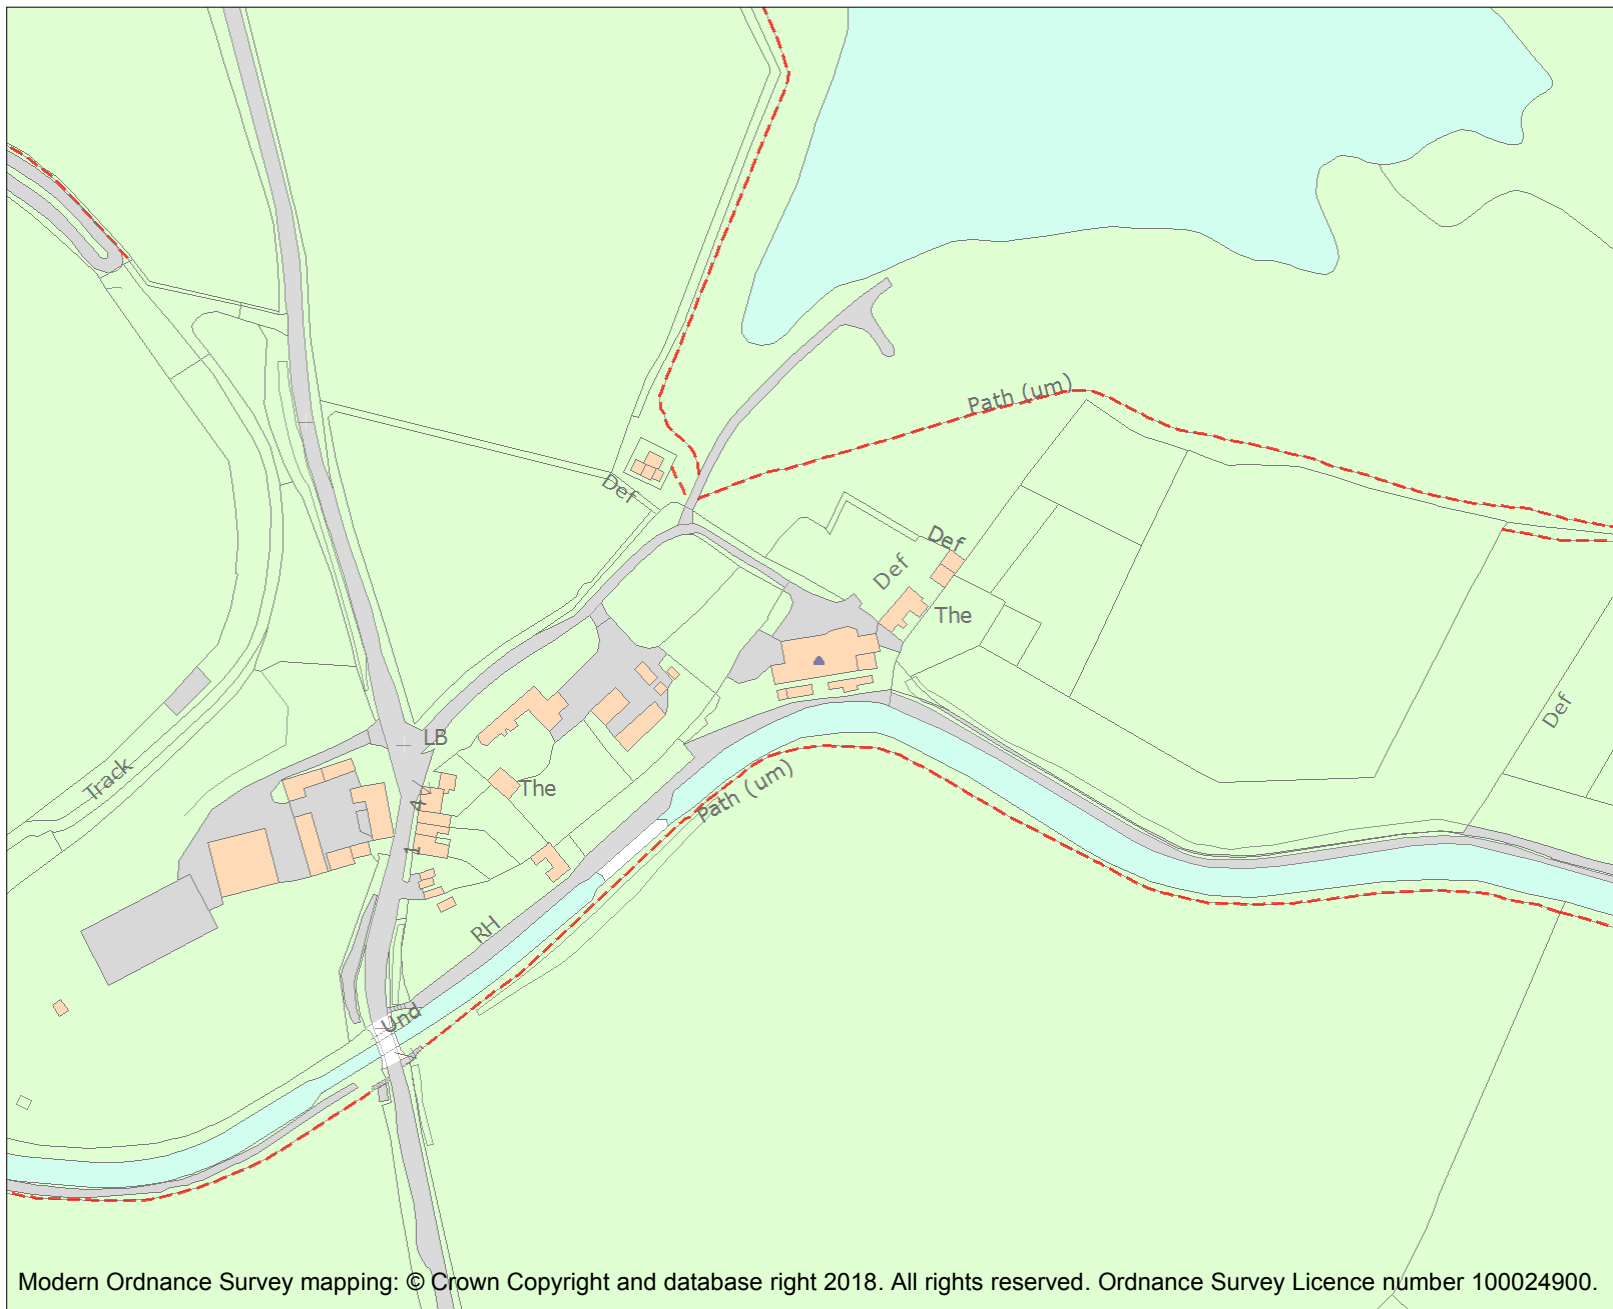 Path (um)
Def
Def
Def
The
Def
LB
Track
The
Path (um)
A
1
RH
Und
Modern Ordnance Survey mapping: © Crown Copyright and database right 2018. All rights reserved. Ordnance Survey Licence number 100024900.